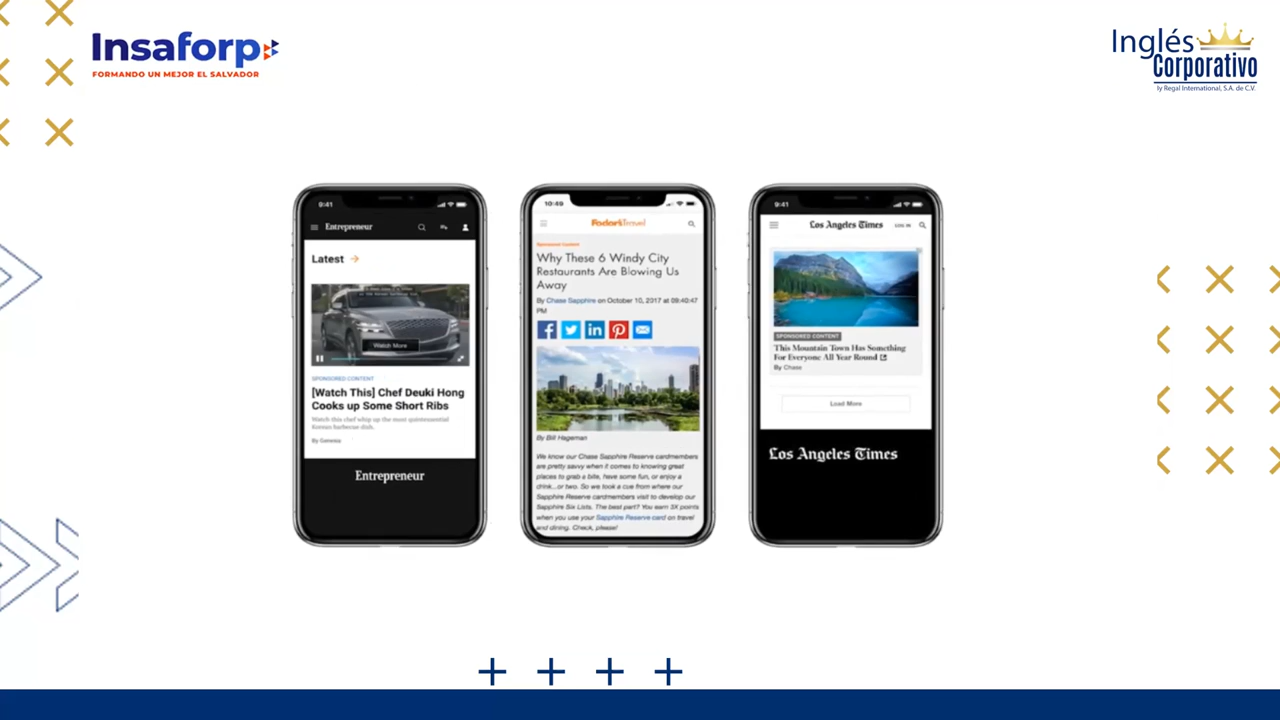 Insaforp
FORMANDO UN MEJOR EL SALVADOR
Inglés
Corporativo
by Regal International, S.A. de C.V.
9:41
Entrepreneur
Latest
Watch More
SPONSORED CONTENT
[Watch This] Chef Deuki Hong
Cooks up Some Short Ribs
Watch this chef whip up the most quintessential
Korean barbecue dish.
By Genesis
Entrepreneur
10:49
Fodor's Travel
Sponsored Content
Why These 6 Windy City
Restaurants Are Blowing Us
Away
By Chase Sapphire on October 10, 2017 at 09:40:47
PM
By Bill Hageman
We know our Chase Sapphire Reserve cardmembers
are pretty savvy when it comes to knowing great
places to grab a bite, have some fun, or enjoy a
drink...or two. So we took a cue from where our
Sapphire Reserve cardmembers visit to develop our
Sapphire Six Lists. The best part? You earn 3X points
when you use your Sapphire Reserve card on travel
and dining. Check, please!
9:41
Los Angeles Times
LOG IN
SPONSORED CONTENT
This Mountain Town Has Something
For Everyone All Year Round
By Chase
Load More
Los Angeles Times